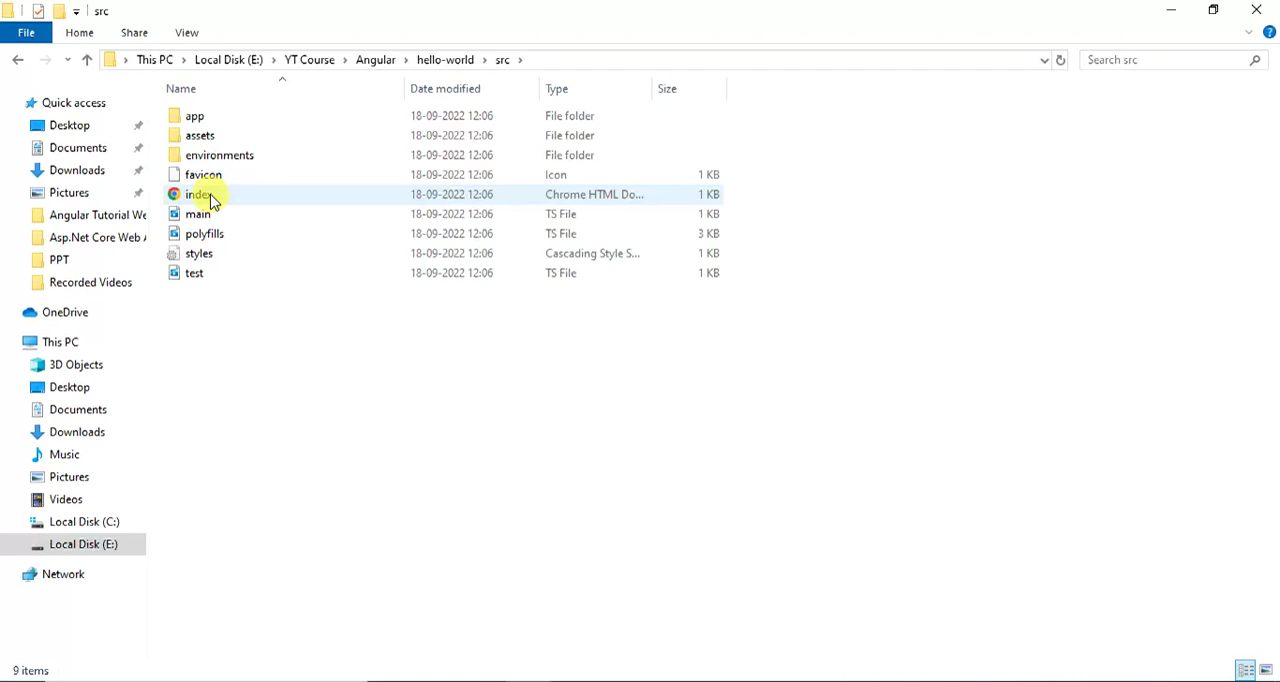 src
File Home Share View
This PC Local Disk (E:) YT Course Angular hello-world src Search src
Name Date modified Type Size
Quick access
Desktop
Documents
Downloads
Pictures
Angular Tutorial We
Asp.Net Core Web
PPT
Recorded Videos
OneDrive
This PC
3D Objects
Desktop
Documents
Downloads
Music
Pictures
Videos
Local Disk (C:)
Local Disk (E:)
Network
app 18-09-2022 12:06 File folder
assets 18-09-2022 12:06 File folder
environments 18-09-2022 12:06 File folder
favicon 18-09-2022 12:06 Icon 1 KB
index 18-09-2022 12:06 Chrome HTML Do... 1 KB
main 18-09-2022 12:06 TS File 1 KB
polyfills 18-09-2022 12:06 TS File 3 KB
styles 18-09-2022 12:06 Cascading Style S... 1 KB
test 18-09-2022 12:06 TS File 1 KB
9 items